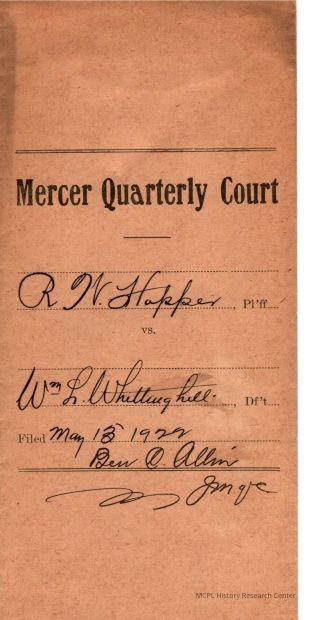 Mercer Quarterly Court
R. W. Hopper, Pl'ff
vs.
Wm L. Whittinghill, Df't.
Filed May 15 1922
Ben C. Allin
MCPL History Research Center